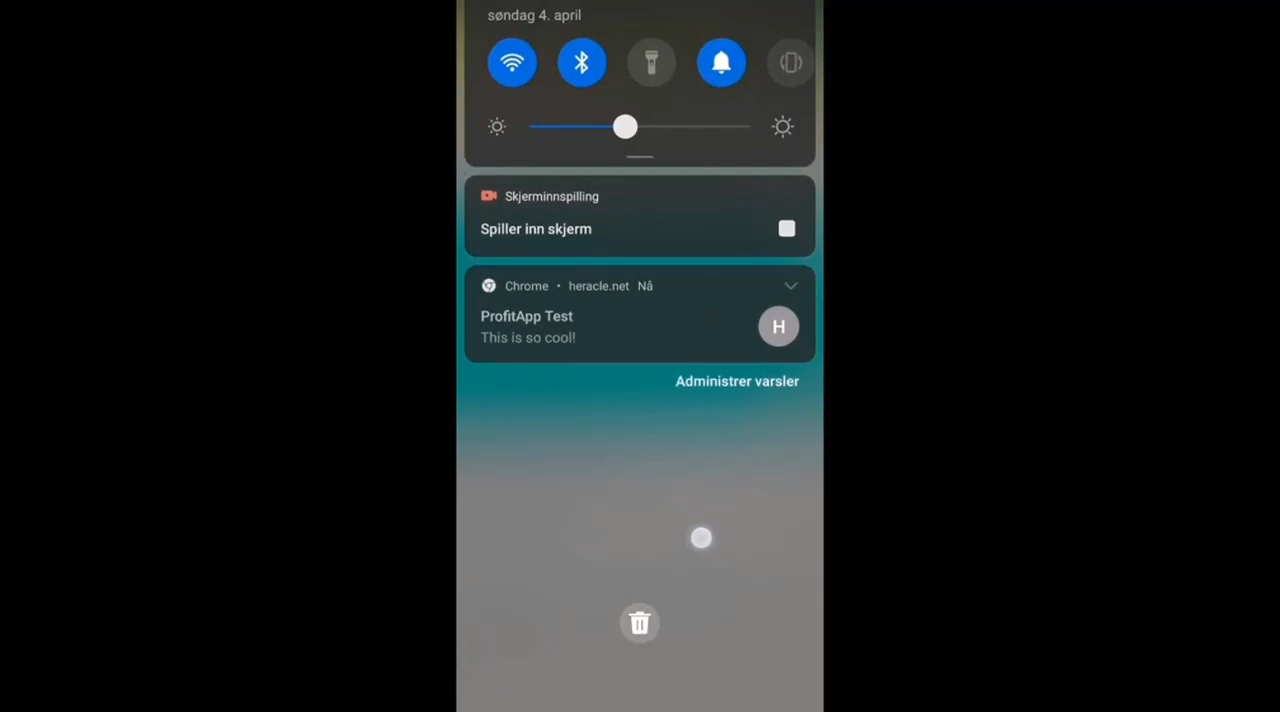 søndag 4. april
Skjerminnspilling
Spiller inn skjerm
Chrome • heracle.net Nå
ProfitApp Test
H
This is so cool!
Administrer varsler